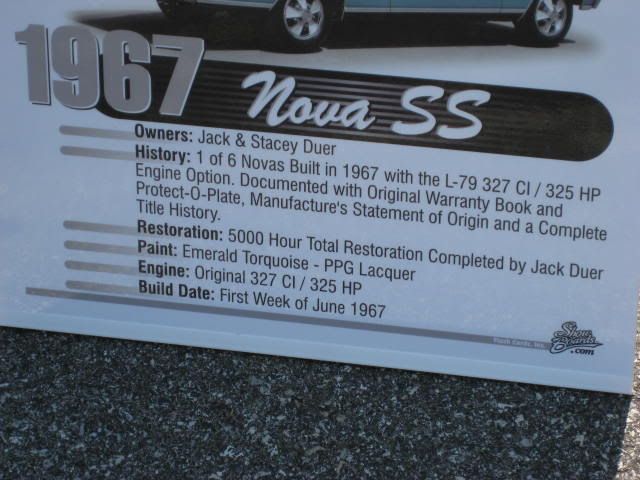 1967
Nova SS
Owners: Jack & Stacey Duer
History: 1 of 6 Novas Built in 1967 with the L-79 327 CI / 325 HP
Engine Option. Documented with Original Warranty Book and
Protect-O-Plate, Manufacture's Statement of Origin and a Complete
Title History.
Restoration: 5000 Hour Total Restoration Completed by Jack Duer
Paint: Emerald Torquoise - PPG Lacquer
Engine: Original 327 CI / 325 HP
Build Date: First Week of June 1967
Flash Cards, Inc.
Show
Boards
.com